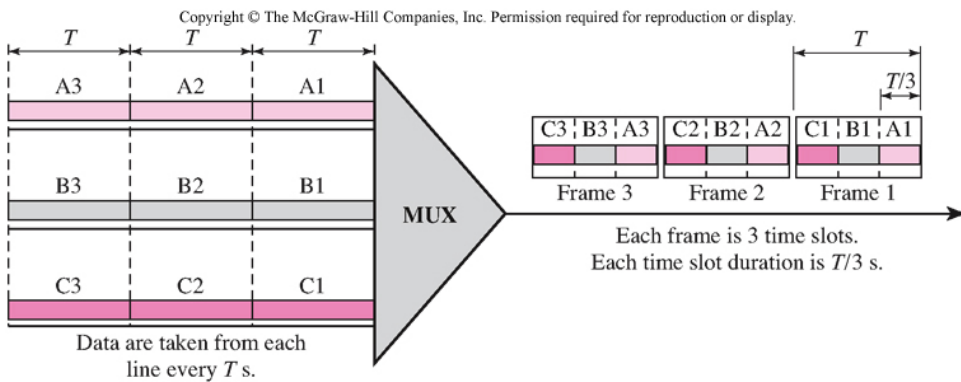 Copyright © The McGraw-Hill Companies, Inc. Permission required for reproduction or display.
T T T
A3 A2 A1
B3 B2 B1
C3 C2 C1
Data are taken from each
line every T s.
MUX
T
T/3
C3 B3 A3 C2 B2 A2 C1 B1 A1
Frame 3 Frame 2 Frame 1
Each frame is 3 time slots.
Each time slot duration is T/3 s.